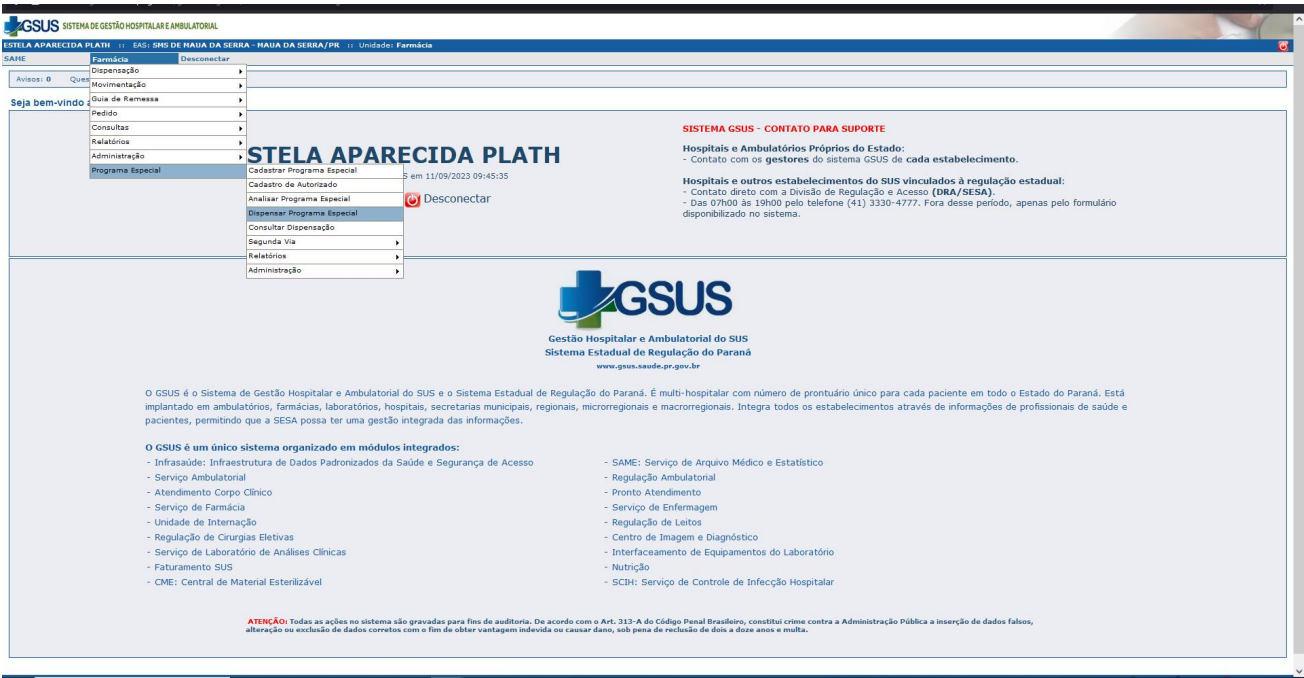 GSUS SISTEMA DE GESTÃO HOSPITALAR E AMBULATORIAL
ESTELA APARECIDA PLATH :: EAS: SMS DE MAUA DA SERRA - MAUA DA SERRA/PR :: Unidade: Farmácia
SAME Farmácia Desconectar
Avisos: 0 Ques
Seja bem-vindo a
Dispensação
Movimentação
Guia de Remessa
Pedido
Consultas
Relatórios
Administração
Programa Especial
Cadastrar Programa Especial
Cadastro de Autorizado
Analisar Programa Especial
Dispensar Programa Especial
Consultar Dispensação
Segunda Via
Relatórios
Administração
STELA APARECIDA PLATH
S em 11/09/2023 09:45:35
Desconectar
SISTEMA GSUS - CONTATO PARA SUPORTE
Hospitais e Ambulatórios Próprios do Estado:
- Contato com os gestores do sistema GSUS de cada estabelecimento.
Hospitais e outros estabelecimentos do SUS vinculados à regulação estadual:
- Contato direto com a Divisão de Regulação e Acesso (DRA/SESA).
- Das 07h00 às 19h00 pelo telefone (41) 3330-4777. Fora desse período, apenas pelo formulário
disponibilizado no sistema.
GSUS
Gestão Hospitalar e Ambulatorial do SUS
Sistema Estadual de Regulação do Paraná
www.gsus.saude.pr.gov.br
O GSUS é o Sistema de Gestão Hospitalar e Ambulatorial do SUS e o Sistema Estadual de Regulação do Paraná. É multi-hospitalar com número de prontuário único para cada paciente em todo o Estado do Paraná. Está
implantado em ambulatórios, farmácias, laboratórios, hospitais, secretarias municipais, regionais, microrregionais e macrorregionais. Integra todos os estabelecimentos através de informações de profissionais de saúde e
pacientes, permitindo que a SESA possa ter uma gestão integrada das informações.
O GSUS é um único sistema organizado em módulos integrados:
- Infrasaúde: Infraestrutura de Dados Padronizados da Saúde e Segurança de Acesso
- Serviço Ambulatorial
- Atendimento Corpo Clínico
- Serviço de Farmácia
- Unidade de Internação
- Regulação de Cirurgias Eletivas
- Serviço de Laboratório de Análises Clínicas
- Faturamento SUS
- CME: Central de Material Esterilizável
- SAME: Serviço de Arquivo Médico e Estatístico
- Regulação Ambulatorial
- Pronto Atendimento
- Serviço de Enfermagem
- Regulação de Leitos
- Centro de Imagem e Diagnóstico
- Interfaceamento de Equipamentos do Laboratório
- Nutrição
- SCIH: Serviço de Controle de Infecção Hospitalar
ATENÇÃO: Todas as ações no sistema são gravadas para fins de auditoria. De acordo com o Art. 313-A do Código Penal Brasileiro, constitui crime contra a Administração Pública a inserção de dados falsos,
alteração ou exclusão de dados corretos com o fim de obter vantagem indevida ou causar dano, sob pena de reclusão de dois a doze anos e multa.